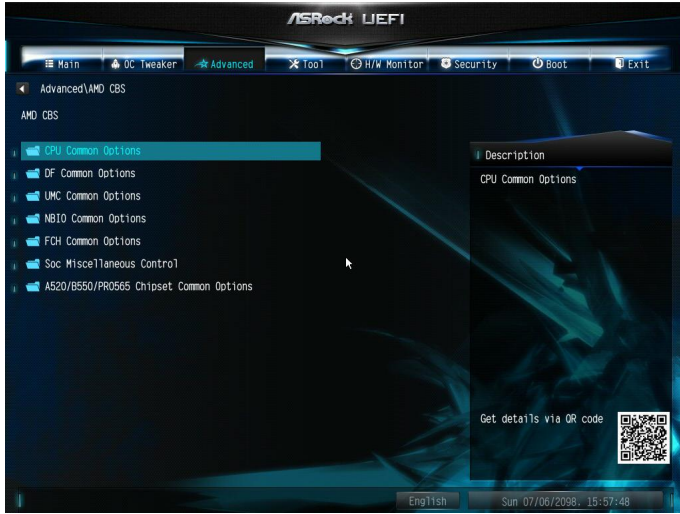 ASRock UEFI
Main
OC Tweaker
Advanced
Tool
H/W Monitor
Security
Boot
Exit
Advanced\AMD CBS
AMD CBS
CPU Common Options
DF Common Options
UMC Common Options
NBIO Common Options
FCH Common Options
Soc Miscellaneous Control
A520/B550/PRO565 Chipset Common Options
Description
CPU Common Options
Get details via QR code
English
Sun 07/06/2098. 15:57:48